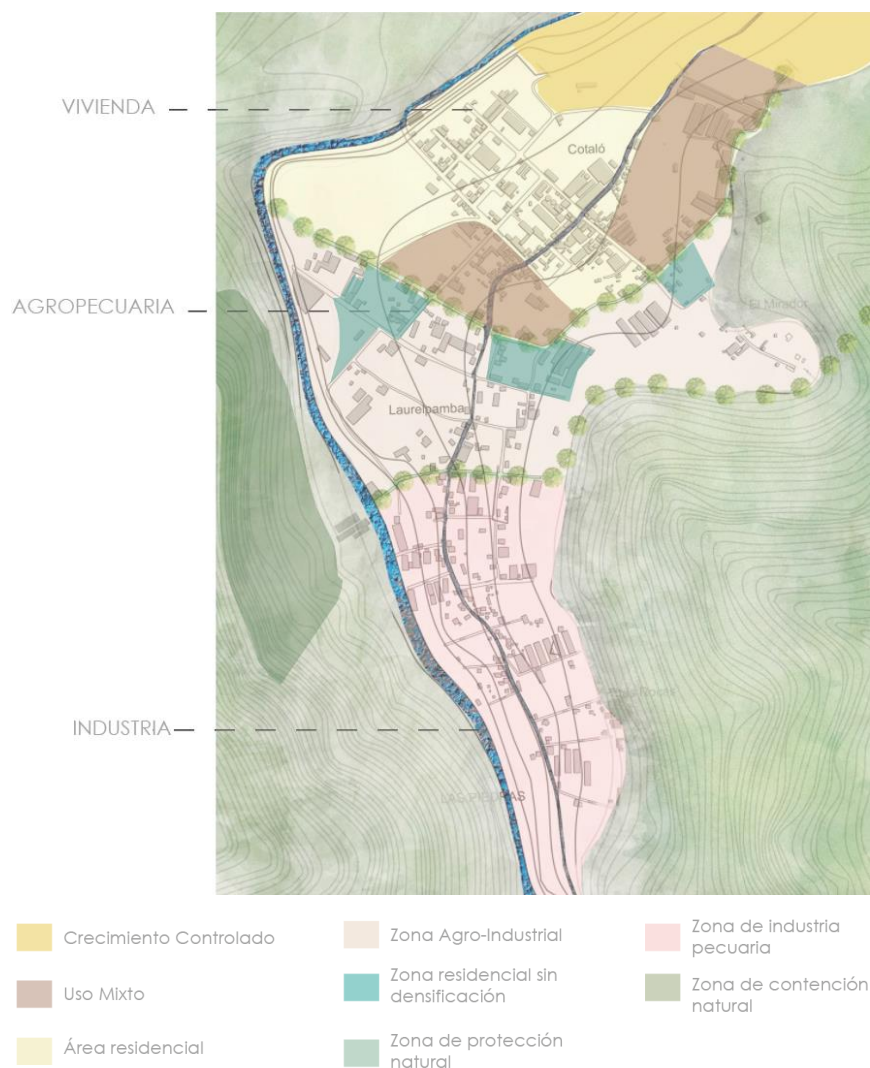 VIVIENDA
Cotaló
AGROPECUARIA
El Mirador
Laurelpamba
INDUSTRIA
Crecimiento Controlado
Zona Agro-Industrial
Zona de industria
pecuaria
Uso Mixto
Zona residencial sin
densificación
Zona de contención
natural
Área residencial
Zona de protección
natural